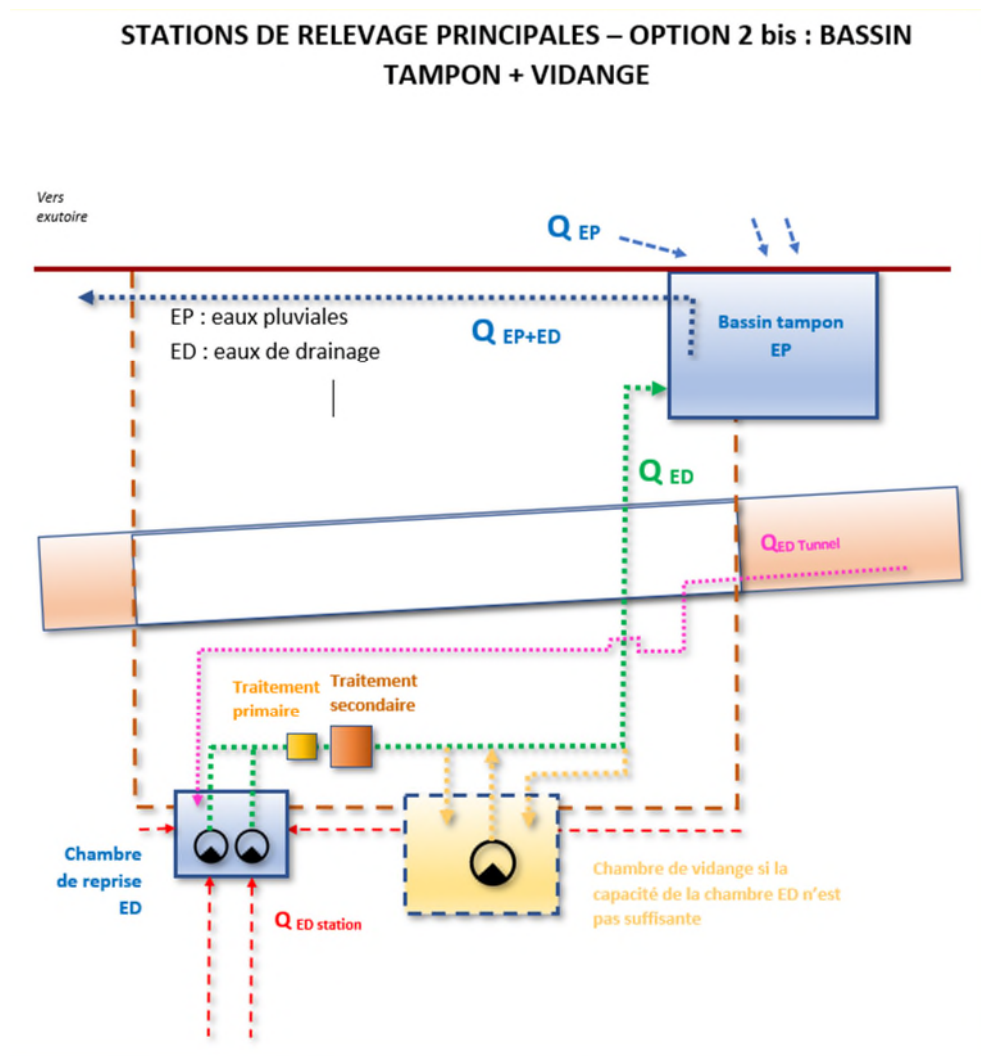 STATIONS DE RELEVAGE PRINCIPALES – OPTION 2 bis : BASSIN
TAMPON + VIDANGE
Vers
exutoire
Q EP
EP : eaux pluviales
ED : eaux de drainage
Q EP+ED
Bassin tampon
EP
Q ED
QED Tunnel
Traitement
primaire
Traitement
secondaire
Chambre
de reprise
ED
Q ED station
Chambre de vidange si la
capacité de la chambre ED n’est
pas suffisante